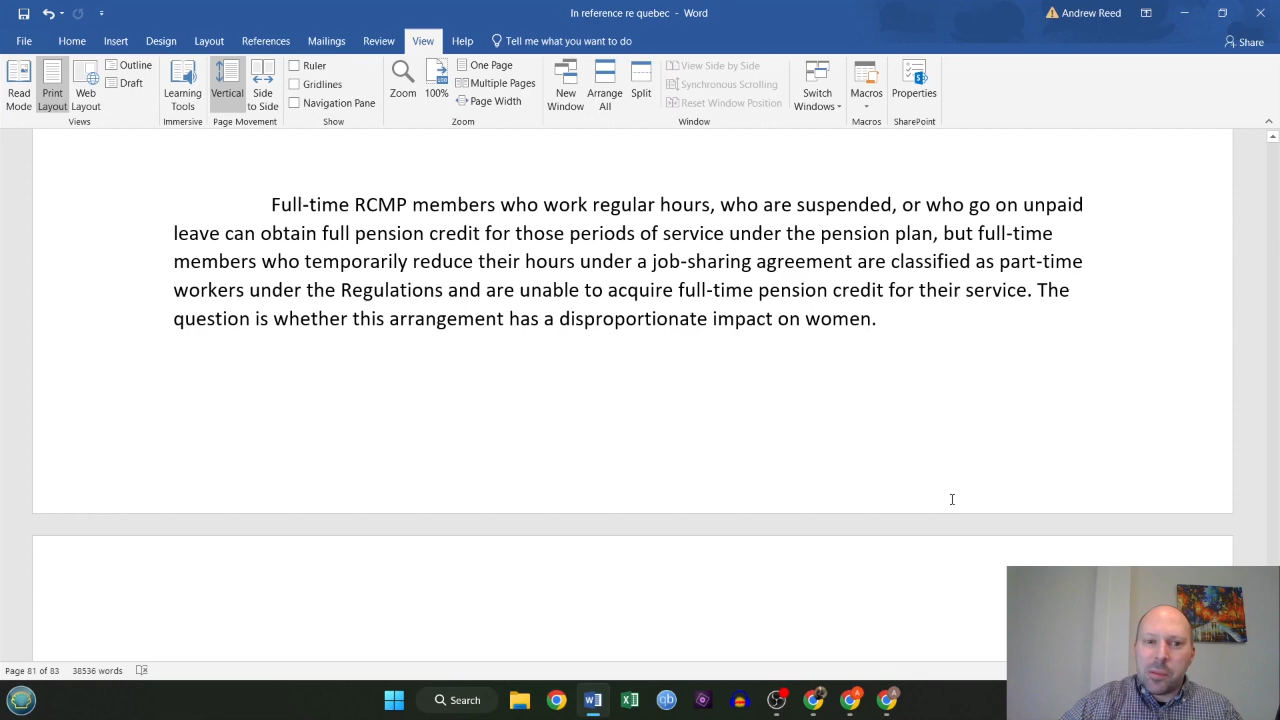 In reference re quebec - Word
Andrew Reed
File Home Insert Design Layout References Mailings Review View Help Tell me what you want to do
Share
Read Mode
Print Layout
Web Layout
Outline
Draft
Views
Learning Tools
Immersive
Vertical
Side to Side
Page Movement
Ruler
Gridlines
Navigation Pane
Show
Zoom
100%
One Page
Multiple Pages
Page Width
Zoom
New Window
Arrange All
Split
View Side by Side
Synchronous Scrolling
Reset Window Position
Window
Switch Windows
Macros
Macros
Properties
SharePoint
Full-time RCMP members who work regular hours, who are suspended, or who go on unpaid
leave can obtain full pension credit for those periods of service under the pension plan, but full-time
members who temporarily reduce their hours under a job-sharing agreement are classified as part-time
workers under the Regulations and are unable to acquire full-time pension credit for their service. The
question is whether this arrangement has a disproportionate impact on women.
Page 81 of 83 38536 words
Search
qb